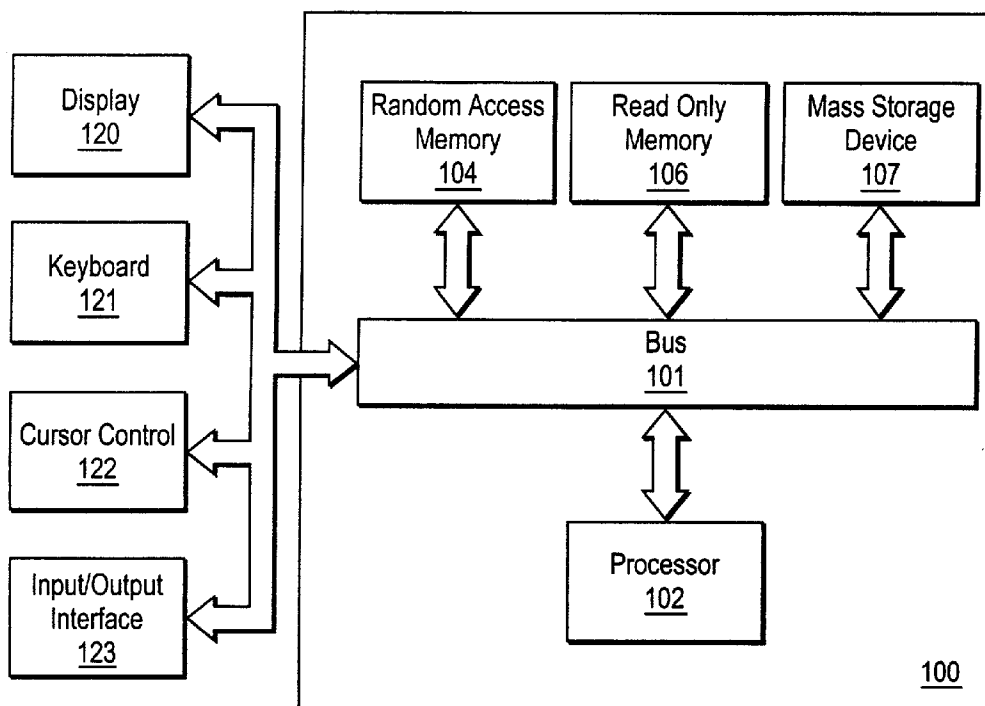 Display
120
Keyboard
121
Cursor Control
122
Input/Output
Interface
123
Random Access
Memory
104
Read Only
Memory
106
Mass Storage
Device
107
Bus
101
Processor
102
100